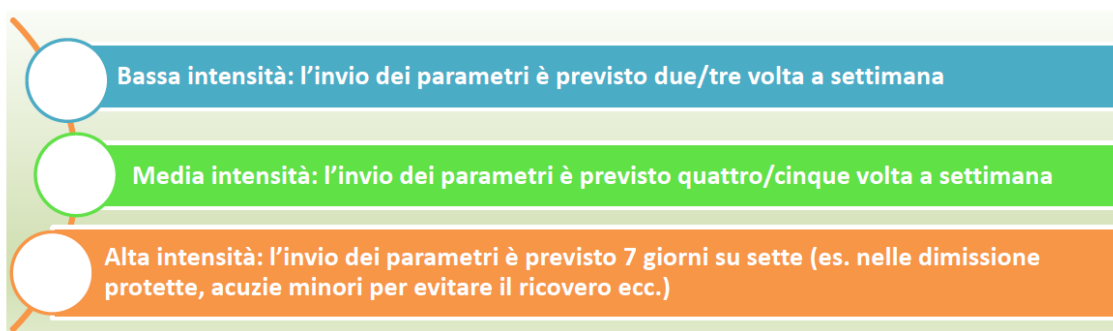 Bassa intensità: l'invio dei parametri è previsto due/tre volta a settimana
Media intensità: l'invio dei parametri è previsto quattro/cinque volta a settimana
Alta intensità: l'invio dei parametri è previsto 7 giorni su sette (es. nelle dimissione
protette, acuzie minori per evitare il ricovero ecc.)